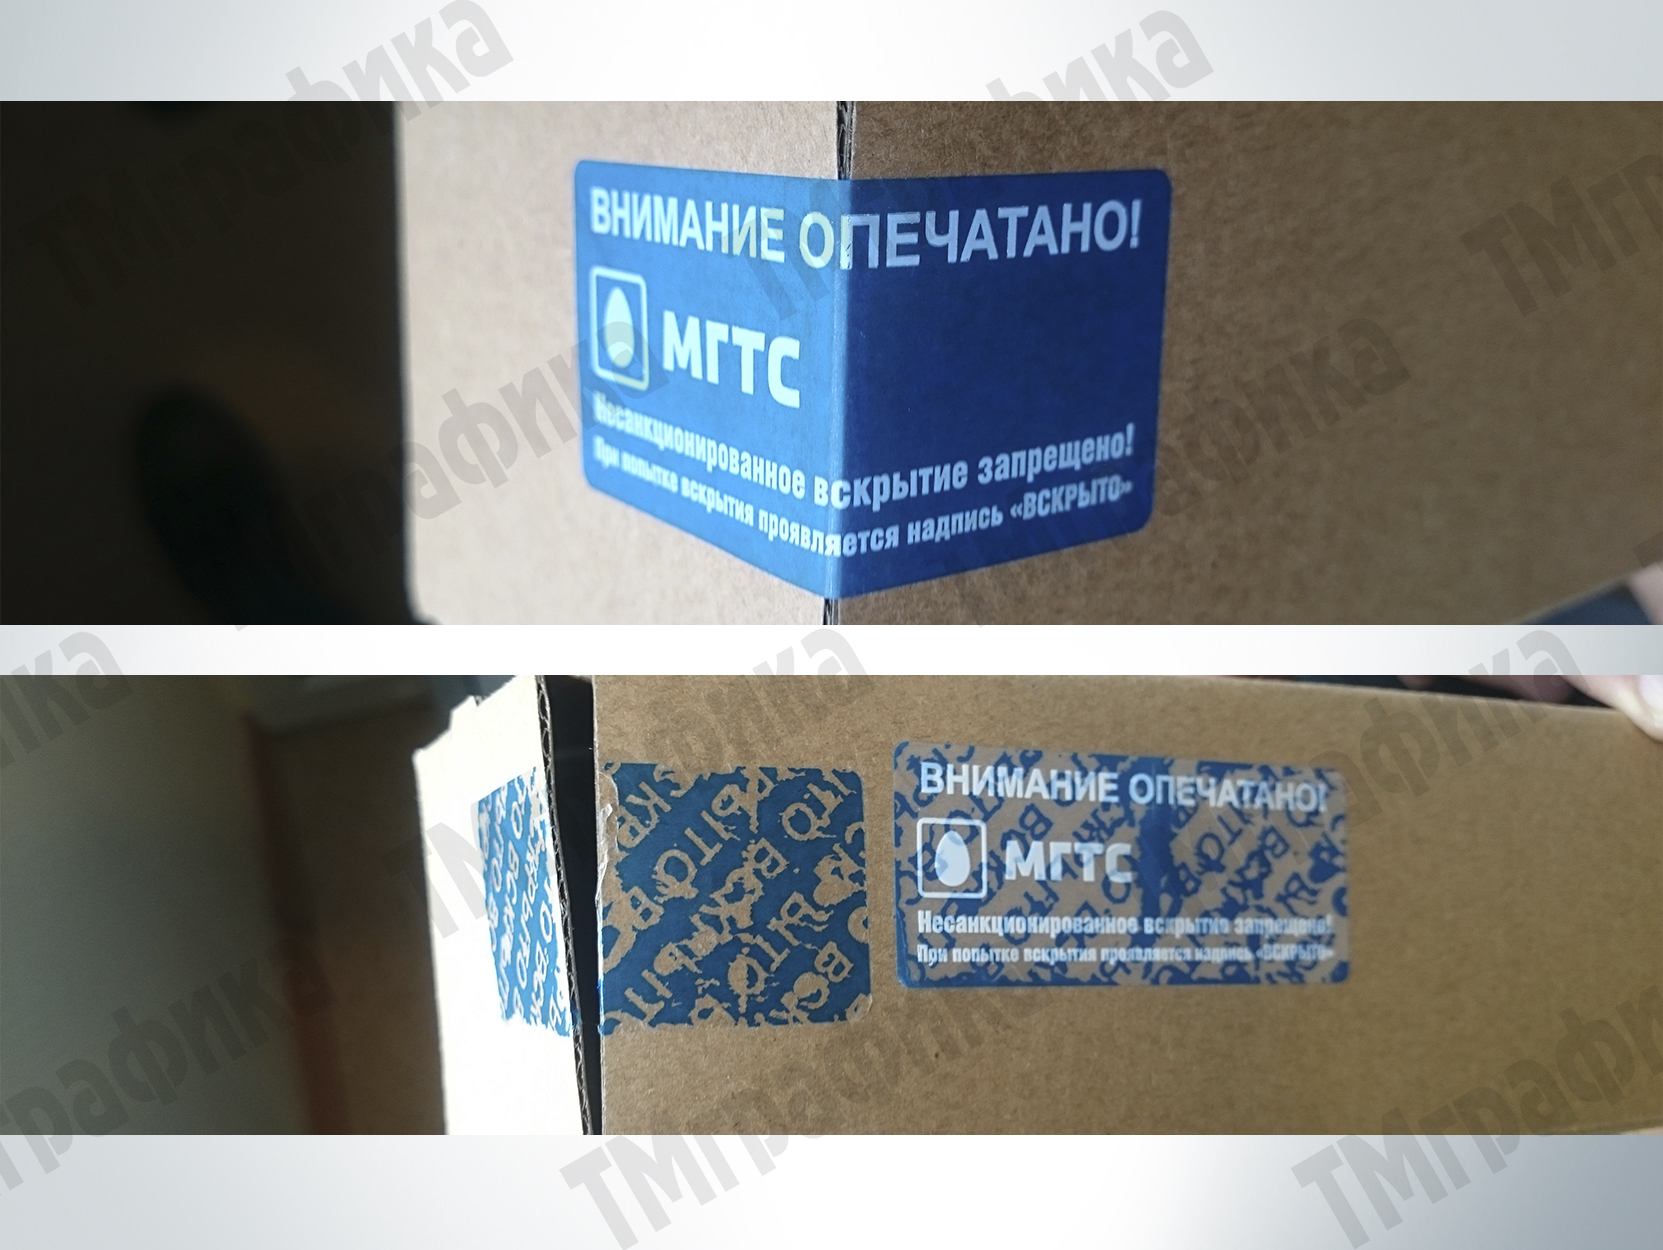 ВНИМАНИЕ ОПЕЧАТАНО!
МГТС
Несанкционированное вскрытие запрещено!
При попытке вскрытия проявляется надпись «ВСКРЫТО»
ВНИМАНИЕ ОПЕЧАТАНО!
МГТС
Несанкционированное вскрытие запрещено!
При попытке вскрытия проявляется надпись «ВСКРЫТО»
ТМграфика